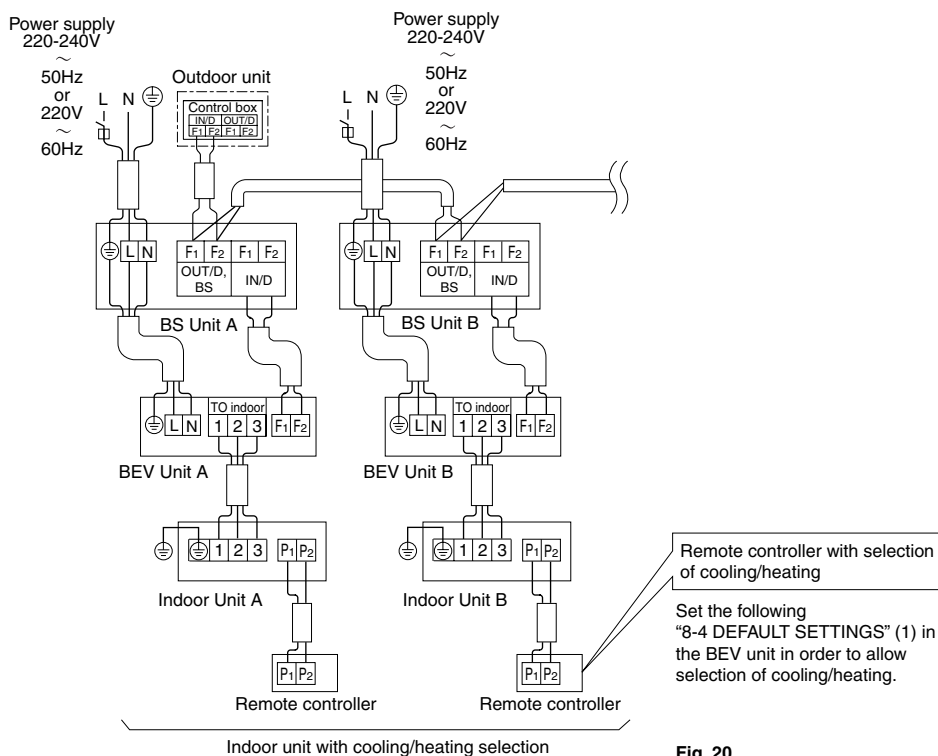 Power supply
220-240V
~
50Hz
or
220V
~
60Hz
L N
Outdoor unit
Control box
IN/D OUT/D
F1 F2 F1 F2
Power supply
220-240V
~
50Hz
or
220V
~
60Hz
L N
L N
F1 F2 F1 F2
OUT/D, BS
IN/D
BS Unit A
L N
F1 F2 F1 F2
OUT/D, BS
IN/D
BS Unit B
L N
TO indoor
1 2 3
F1 F2
BEV Unit A
L N
TO indoor
1 2 3
F1 F2
BEV Unit B
1 2 3
P1 P2
Indoor Unit A
1 2 3
P1 P2
Indoor Unit B
P1 P2
Remote controller
P1 P2
Remote controller
Indoor unit with cooling/heating selection
Remote controller with selection
of cooling/heating
Set the following
“8-4 DEFAULT SETTINGS” (1) in
the BEV unit in order to allow
selection of cooling/heating.
Fig. 20